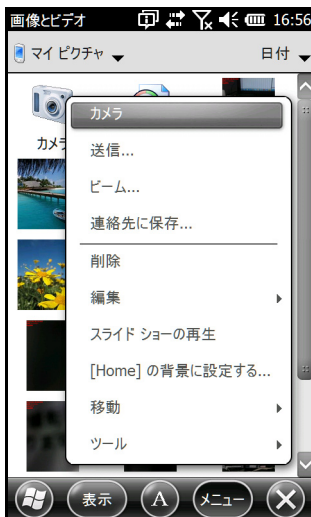 画像とビデオ 16:56
マイ ピクチャ 日付
カメラ
カメラ
送信...
ビーム...
連絡先に保存...
削除
編集
スライド ショーの再生
[Home] の背景に設定する...
移動
ツール
表示 A メニュー